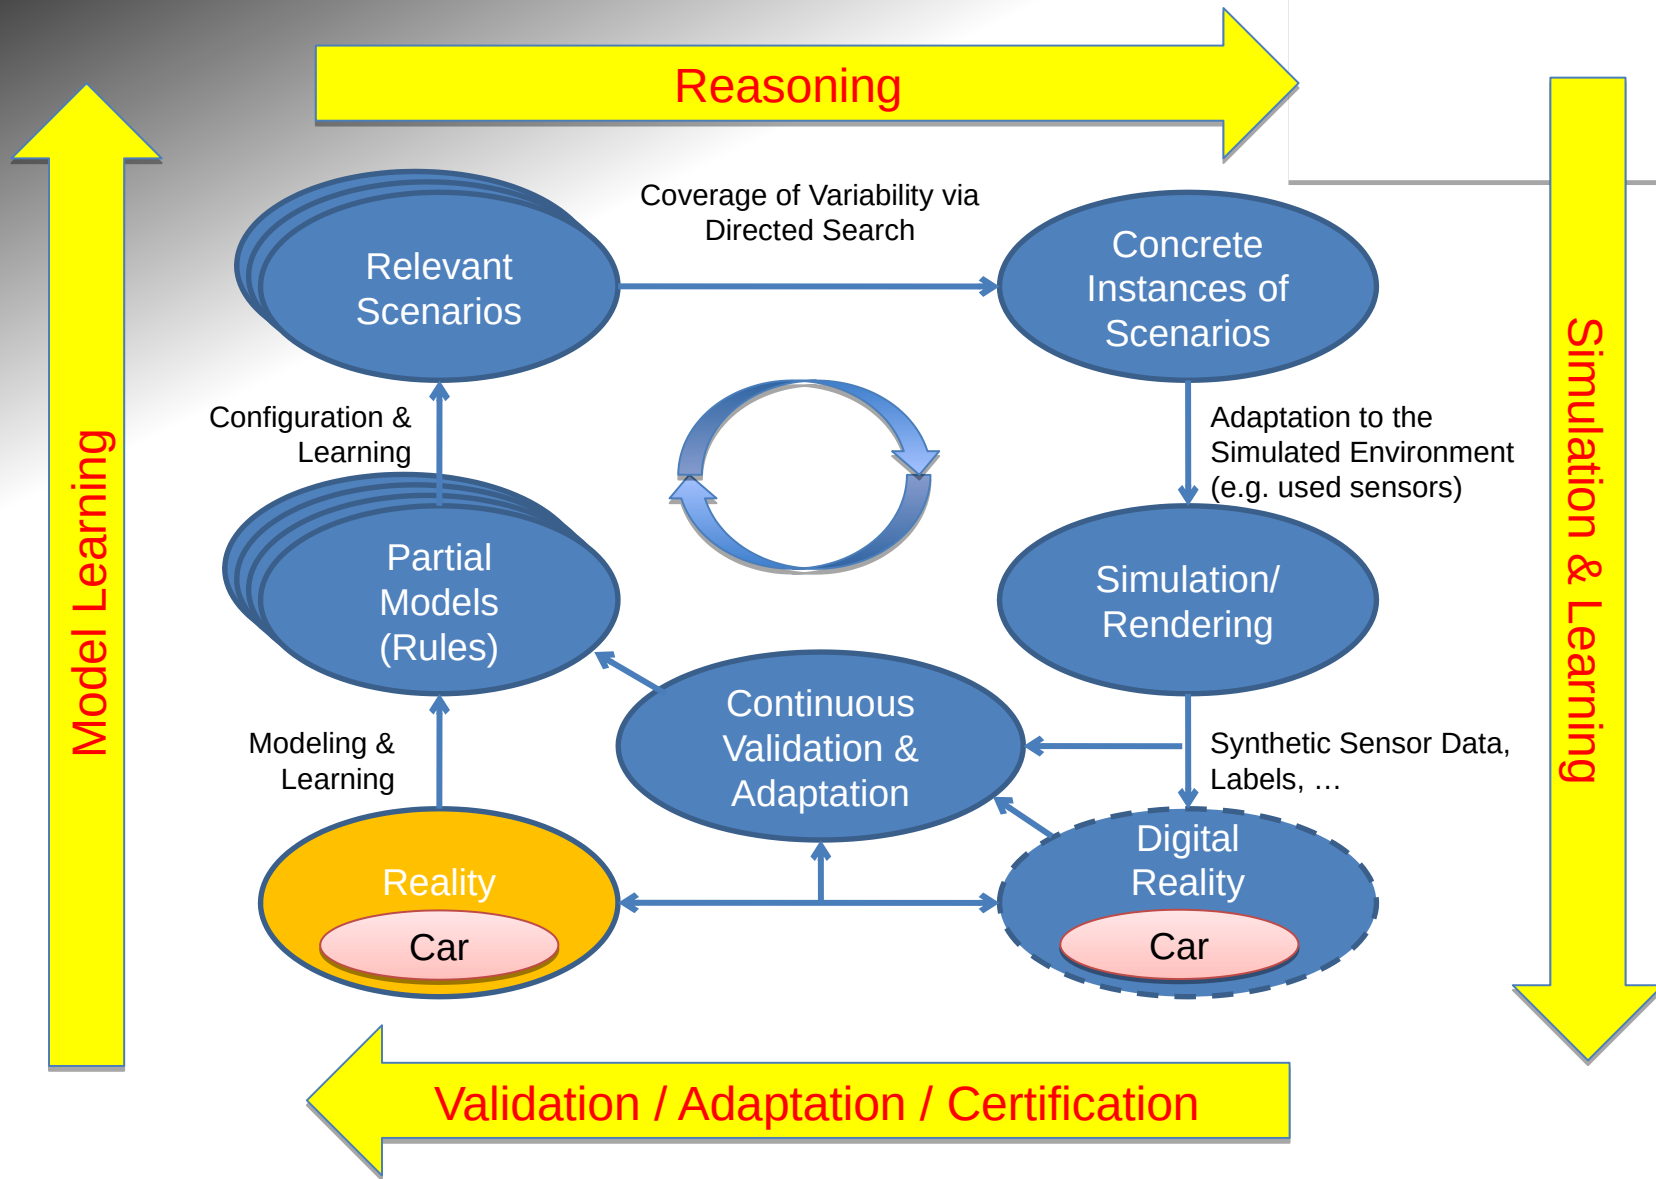 Reasoning
Model Learning
Simulation & Learning
Relevant
Scenarios
Coverage of Variability via
Directed Search
Concrete
Instances of
Scenarios
Configuration &
Learning
Adaptation to the
Simulated Environment
(e.g. used sensors)
Partial
Models
(Rules)
Simulation/
Rendering
Continuous
Validation &
Adaptation
Modeling &
Learning
Synthetic Sensor Data,
Labels, …
Reality
Car
Digital
Reality
Car
Validation / Adaptation / Certification